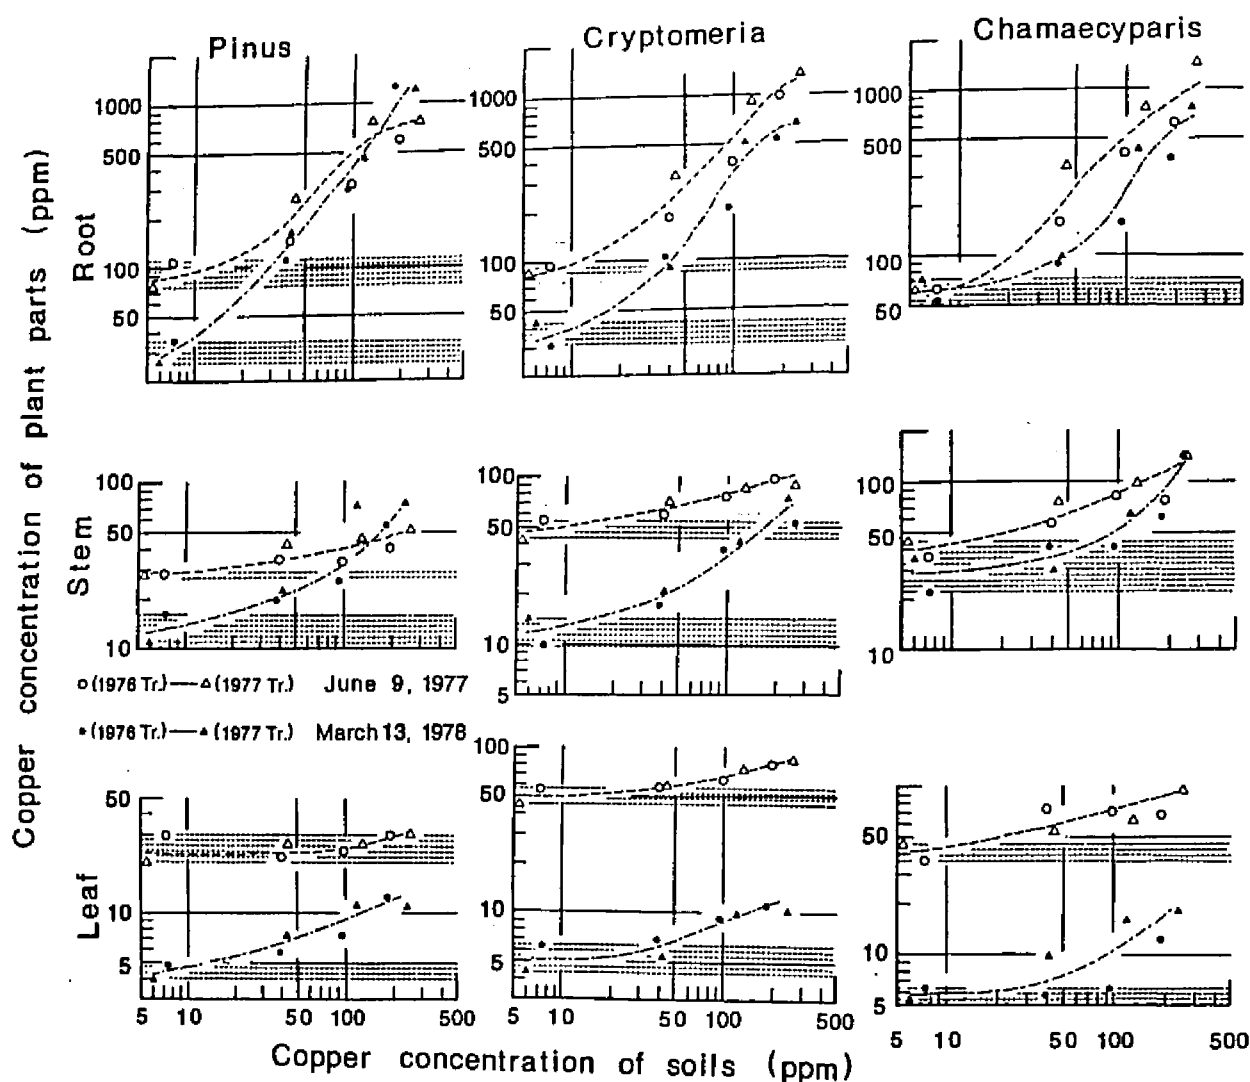 Pinus
Cryptomeria
Chamaecyparis
Copper concentration of plant parts (ppm)
Root
1000
500
100
50
1000
500
100
50
1000
500
100
50
Stem
100
50
10
100
50
10
5
100
50
10
○ (1976 Tr.) --- △ (1977 Tr.) June 9, 1977
• (1976 Tr.) —·— ▲ (1977 Tr.) March 13, 1978
Leaf
50
10
5
100
50
10
5
50
10
5
5 10 50 100 500
5 10 50 100 500
5 10 50 100 500
Copper concentration of soils (ppm)